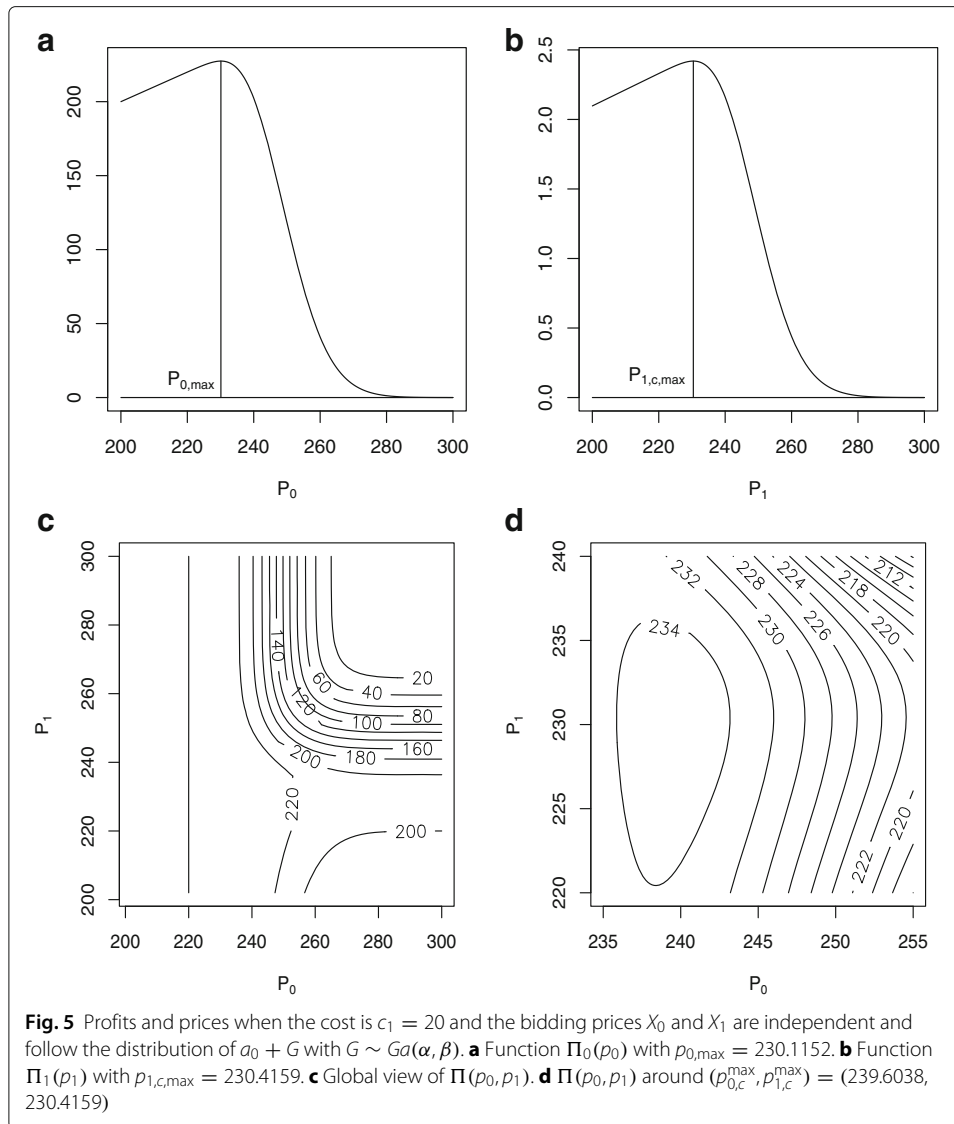 a
200
150
100
50
0
P0,max
200 220 240 260 280 300
P0
b
2.5
2.0
1.5
1.0
0.5
0.0
P1,c,max
200 220 240 260 280 300
P1
c
300
280
260
240
220
200
P1
140
120
60
20
40
80
100
160
180
200
220
200
200 220 240 260 280 300
P0
d
240
235
230
225
220
P1
232
228
224
212
218
234
230
226
220
222
220
235 240 245 250 255
P0
Fig. 5 Profits and prices when the cost is c1 = 20 and the bidding prices X0 and X1 are independent and
follow the distribution of a0 + G with G ∼ Ga(α, β). a Function Π0(p0) with p0,max = 230.1152. b Function
Π1(p1) with p1,c,max = 230.4159. c Global view of Π(p0, p1). d Π(p0, p1) around (p0,c^max, p1,c^max) = (239.6038,
230.4159)